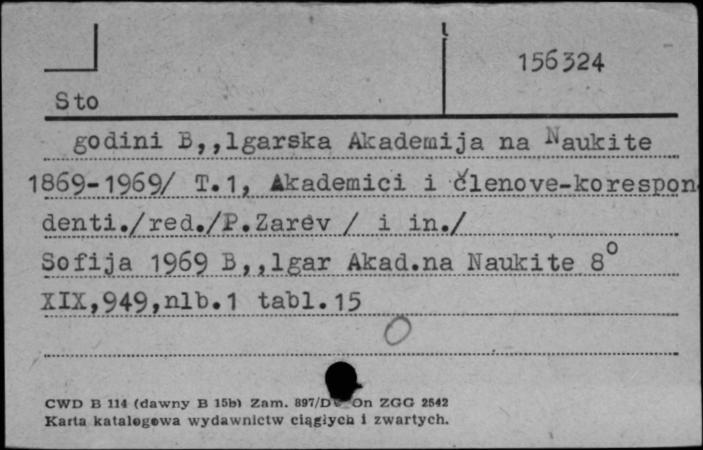 156324
Sto
godini B,,lgarska Akademija na Naukite
1869-1969/ T.1, Akademici i členove-korespon
denti./red./P.Zarev / i in./
Sofija 1969 B,,lgar Akad.na Naukite 8°
XIX,949,nlb.1 tabl.15
CWD B 114 (dawny B 15b) Zam. 897/D On ZGG 2542
Karta katalogowa wydawnictw ciągłych i zwartych.